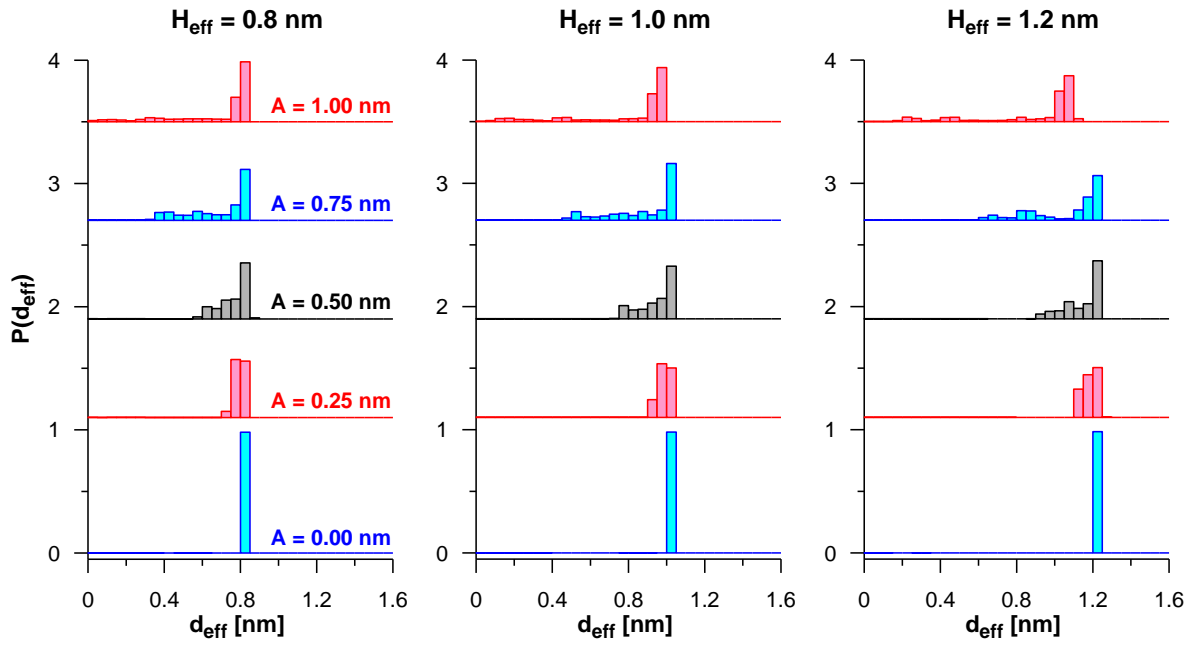 H_eff = 0.8 nm
H_eff = 1.0 nm
H_eff = 1.2 nm
P(d_eff)
4
3
2
1
0
A = 1.00 nm
A = 0.75 nm
A = 0.50 nm
A = 0.25 nm
A = 0.00 nm
0 0.4 0.8 1.2 1.6
d_eff [nm]
4
3
2
1
0
0 0.4 0.8 1.2 1.6
d_eff [nm]
4
3
2
1
0
0 0.4 0.8 1.2 1.6
d_eff [nm]